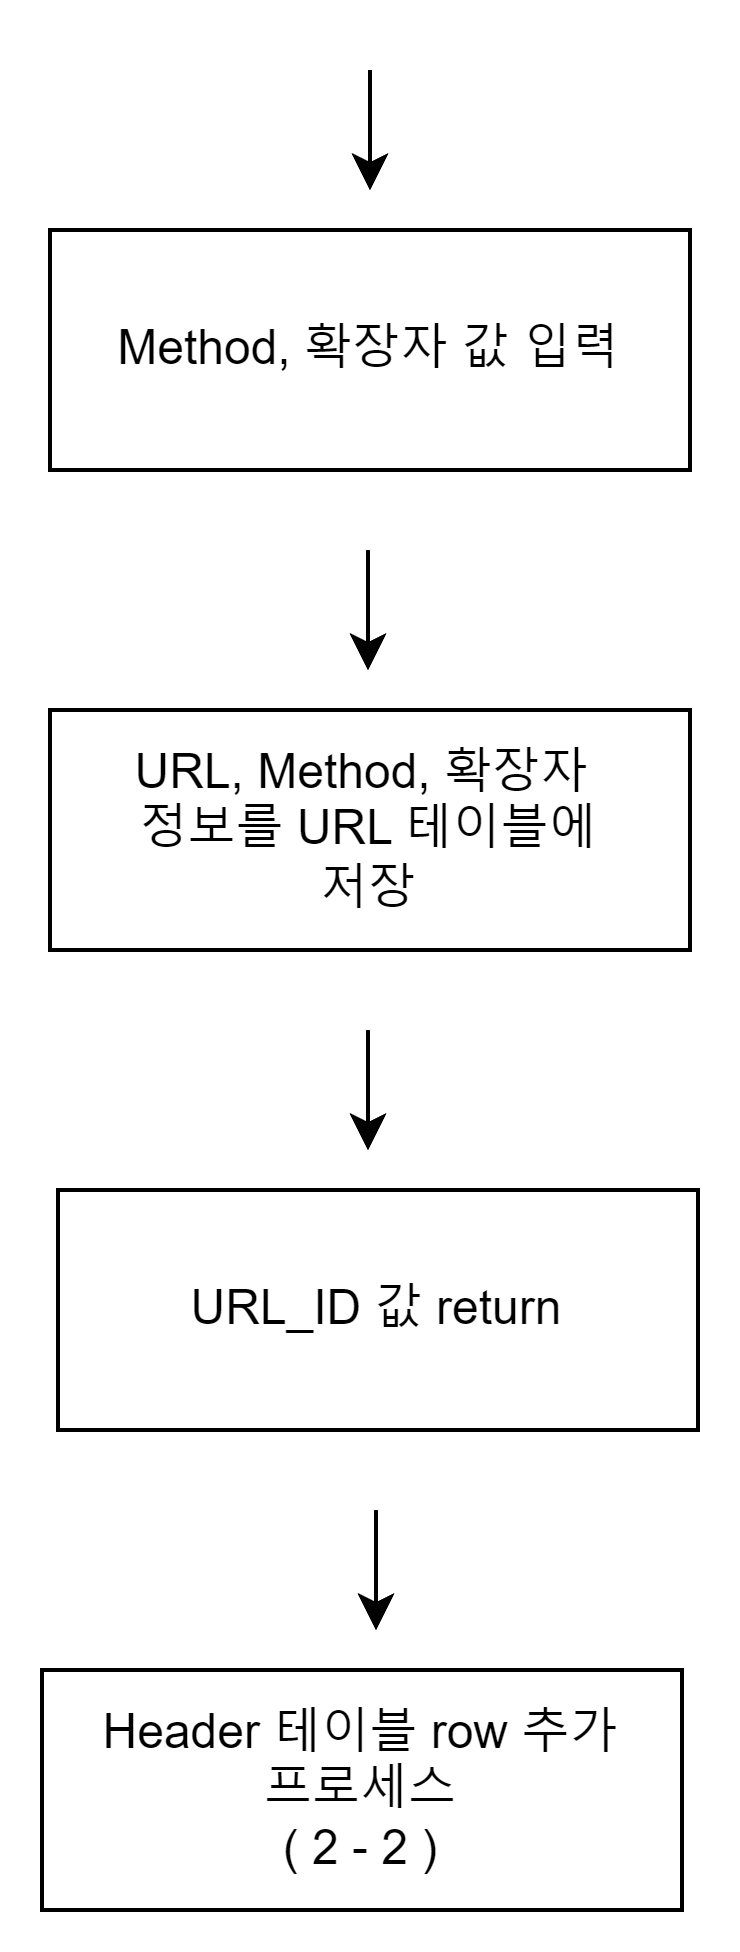 Method, 확장자 값 입력
URL, Method, 확장자
정보를 URL 테이블에
저장
URL_ID 값 return
Header 테이블 row 추가
프로세스
( 2 - 2 )